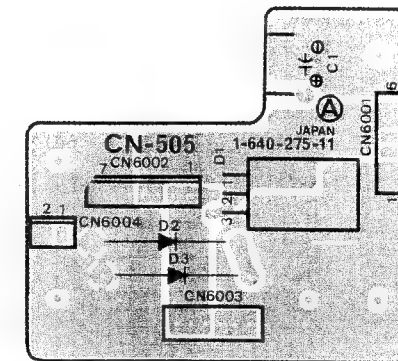 C1
A
JAPAN
CN-505 1-640-275-11
CN6002
7 1
D1
1
2
3
CN6001
6
1
2 1
CN6004
D2
D3
CN6003